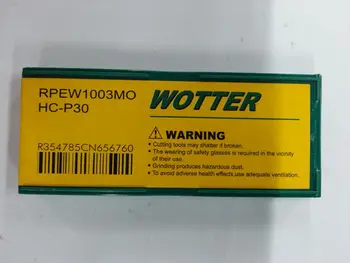 RPEW1003MO
HC-P30
WOTTER
R354785CN656760
WARNING
• Cutting tools may shatter if broken.
• The wearing of safety glasses is required in the vicinity
of their use.
• Grinding produces hazardous dust.
• To avoid adverse health effects,use adequate ventilation.